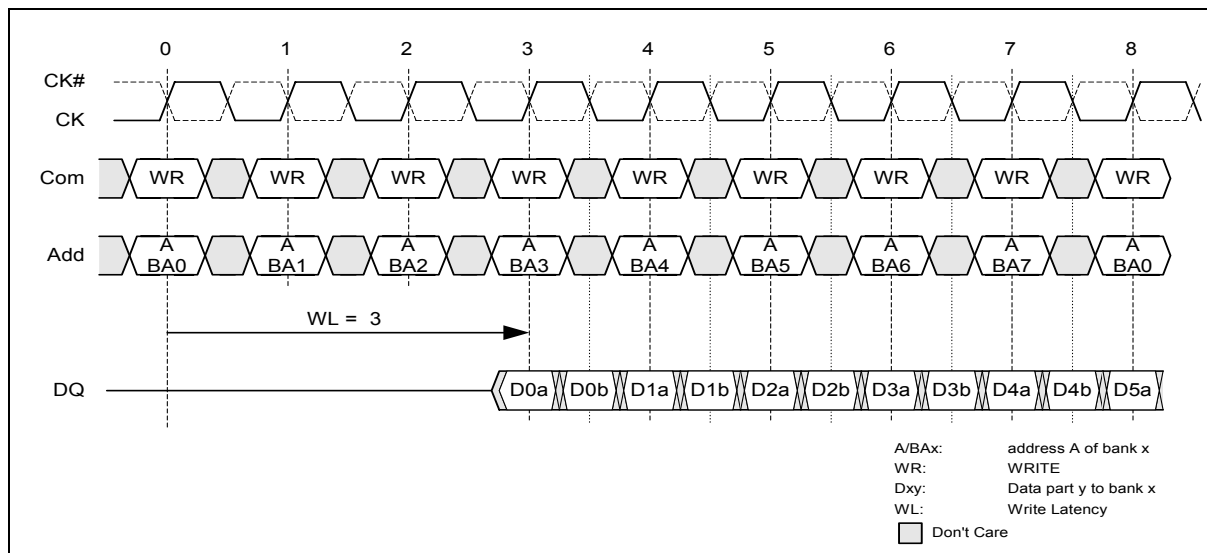 0 1 2 3 4 5 6 7 8
CK#
CK
Com WR WR WR WR WR WR WR WR WR
A A A A A A A A A
Add
BA0 BA1 BA2 BA3 BA4 BA5 BA6 BA7 BA0
WL = 3
DQ D0a D0b D1a D1b D2a D2b D3a D3b D4a D4b D5a
A/BAx: address A of bank x
WR: WRITE
Dxy: Data part y to bank x
WL: Write Latency
Don't Care